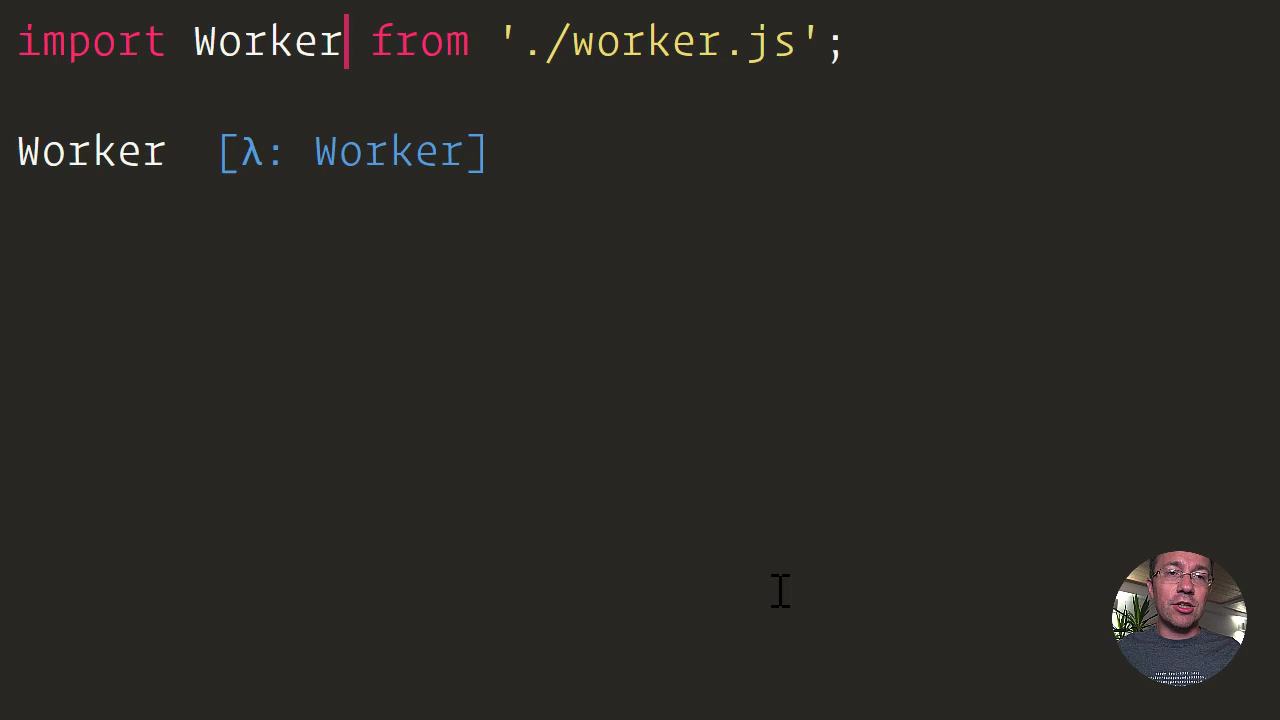 import Worker from './worker.js';
Worker [λ: Worker]